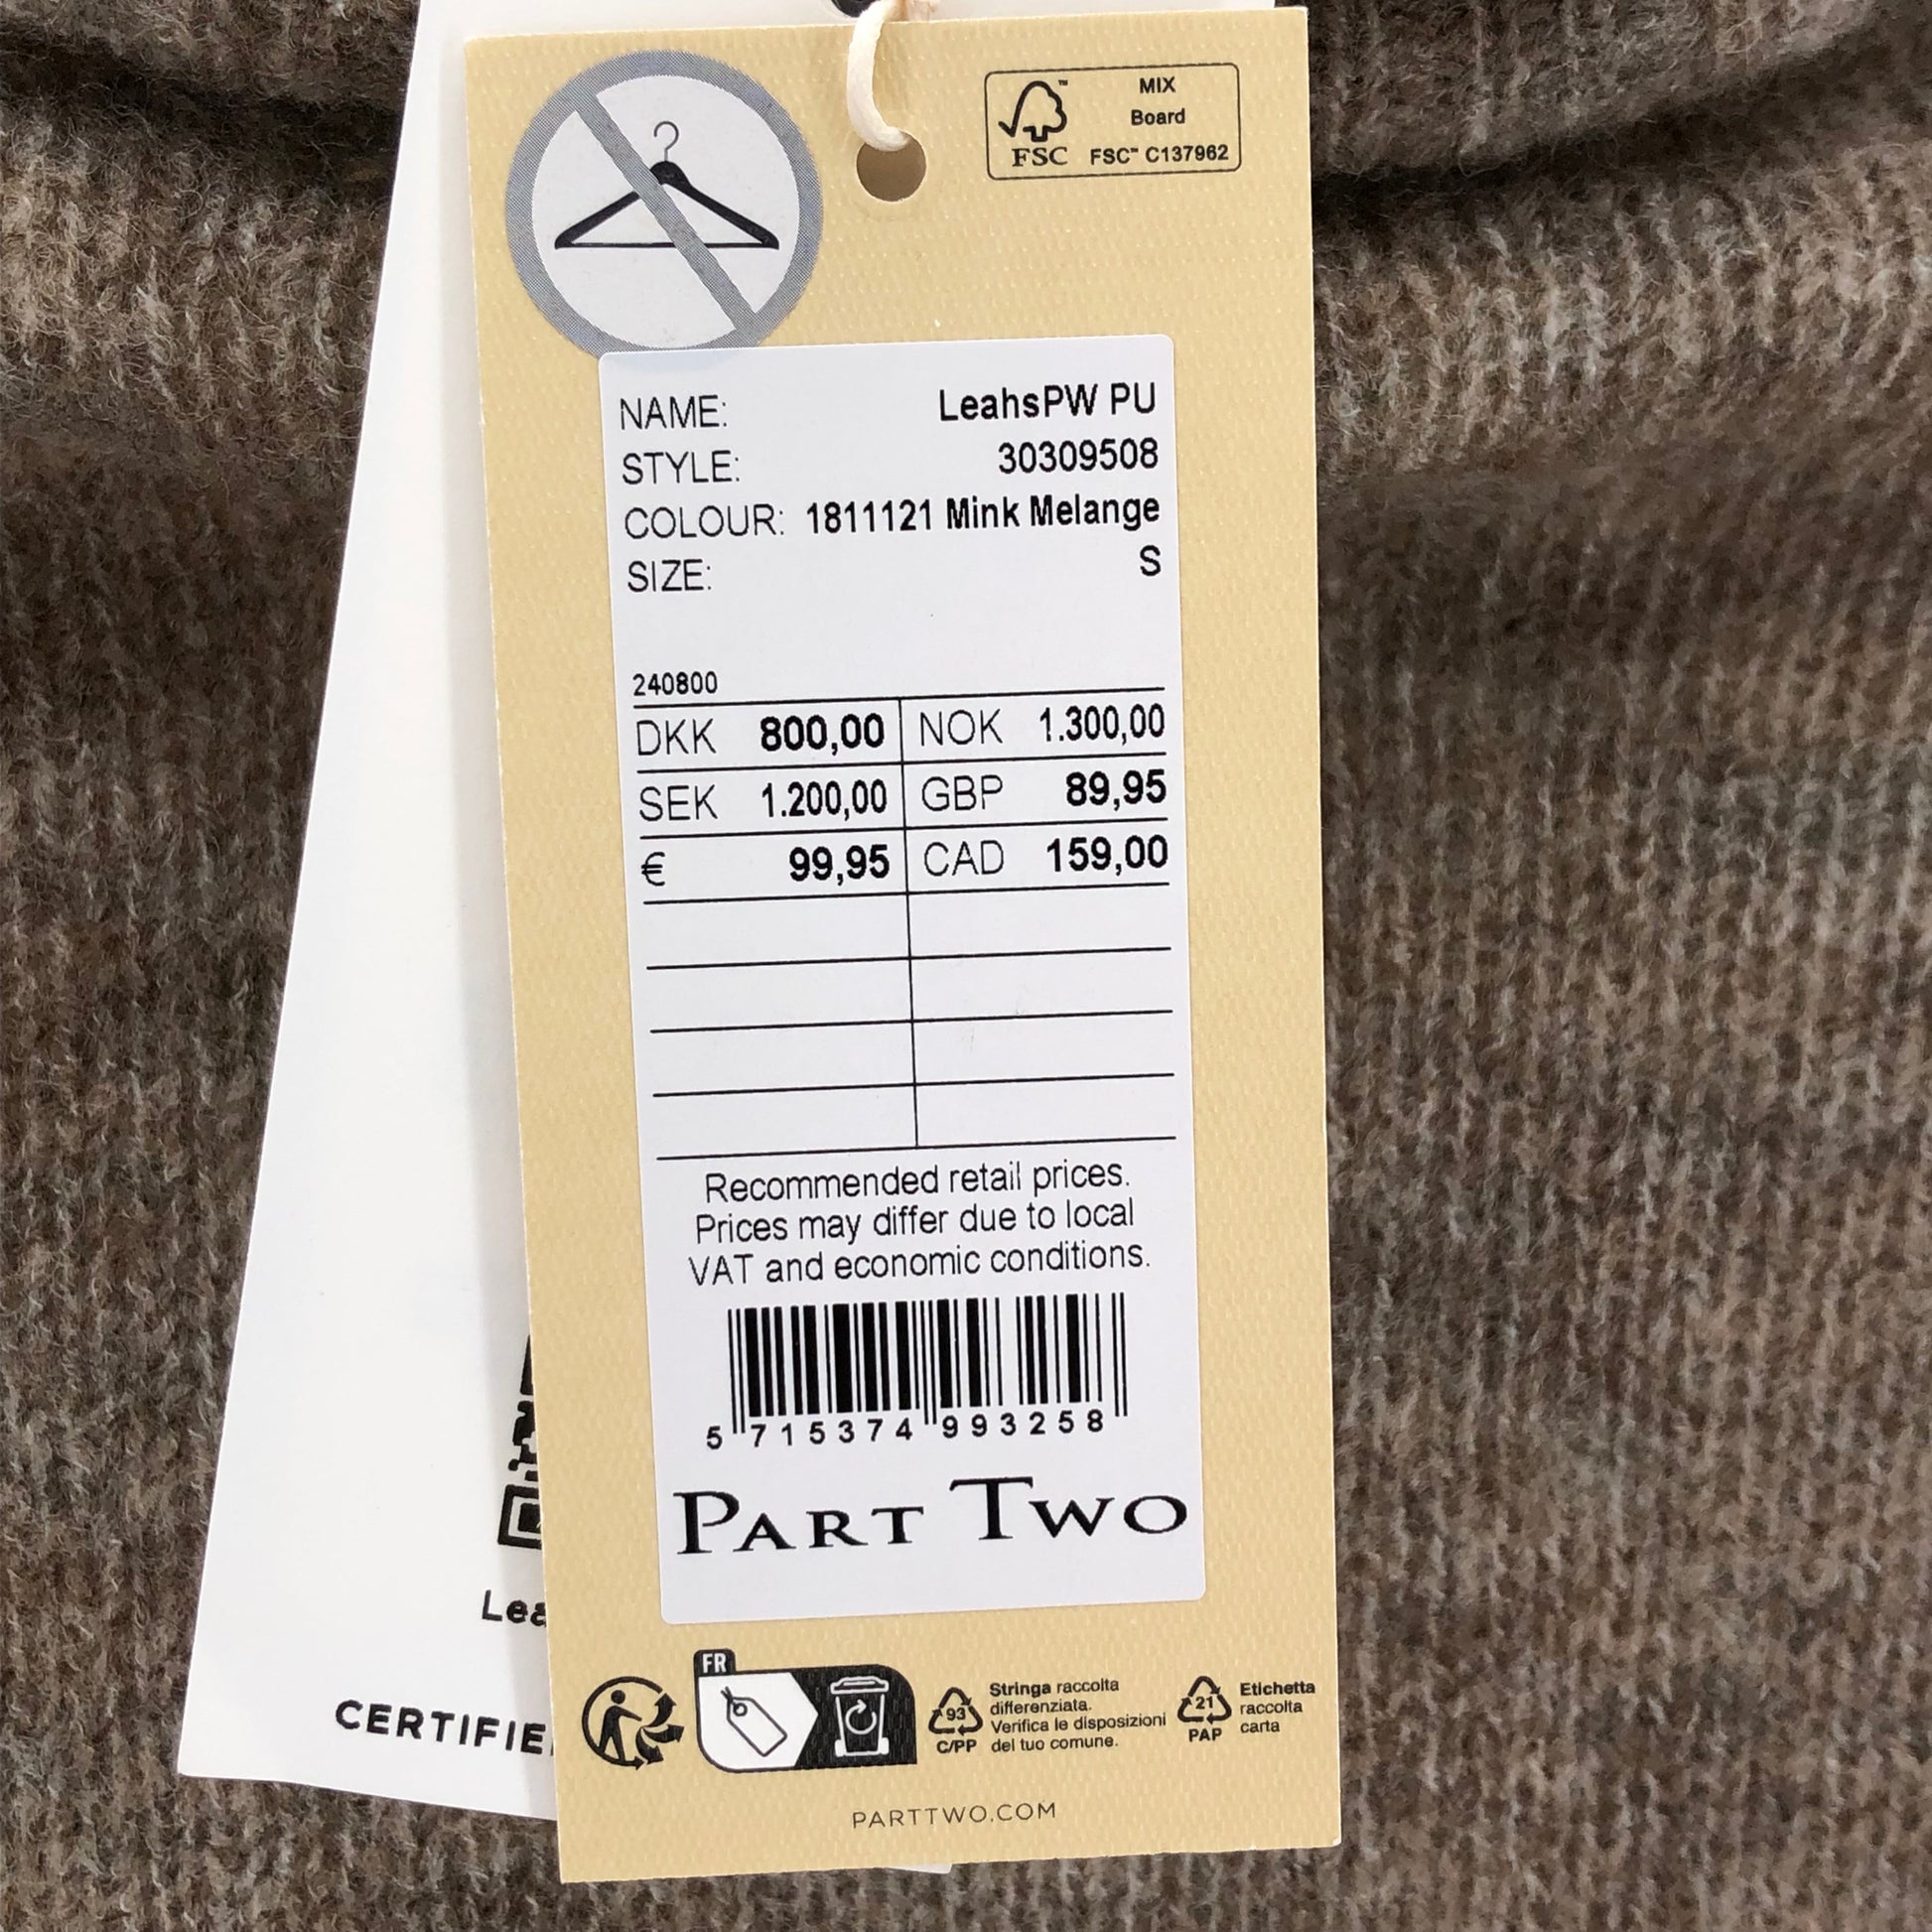 FSC™
MIX
Board
FSC™ C137962
NAME: LeahsPW PU
STYLE: 30309508
COLOUR: 1811121 Mink Melange
SIZE: S
240800
DKK 800,00 NOK 1.300,00
SEK 1.200,00 GBP 89,95
€ 99,95 CAD 159,00
Recommended retail prices.
Prices may differ due to local
VAT and economic conditions.
5 715374 993258
PART TWO
Lea
CERTIFIE
FR
93
C/PP
Stringa raccolta
differenziata.
Verifica le disposizioni
del tuo comune.
21
PAP
Etichetta
raccolta
carta
PARTTWO.COM